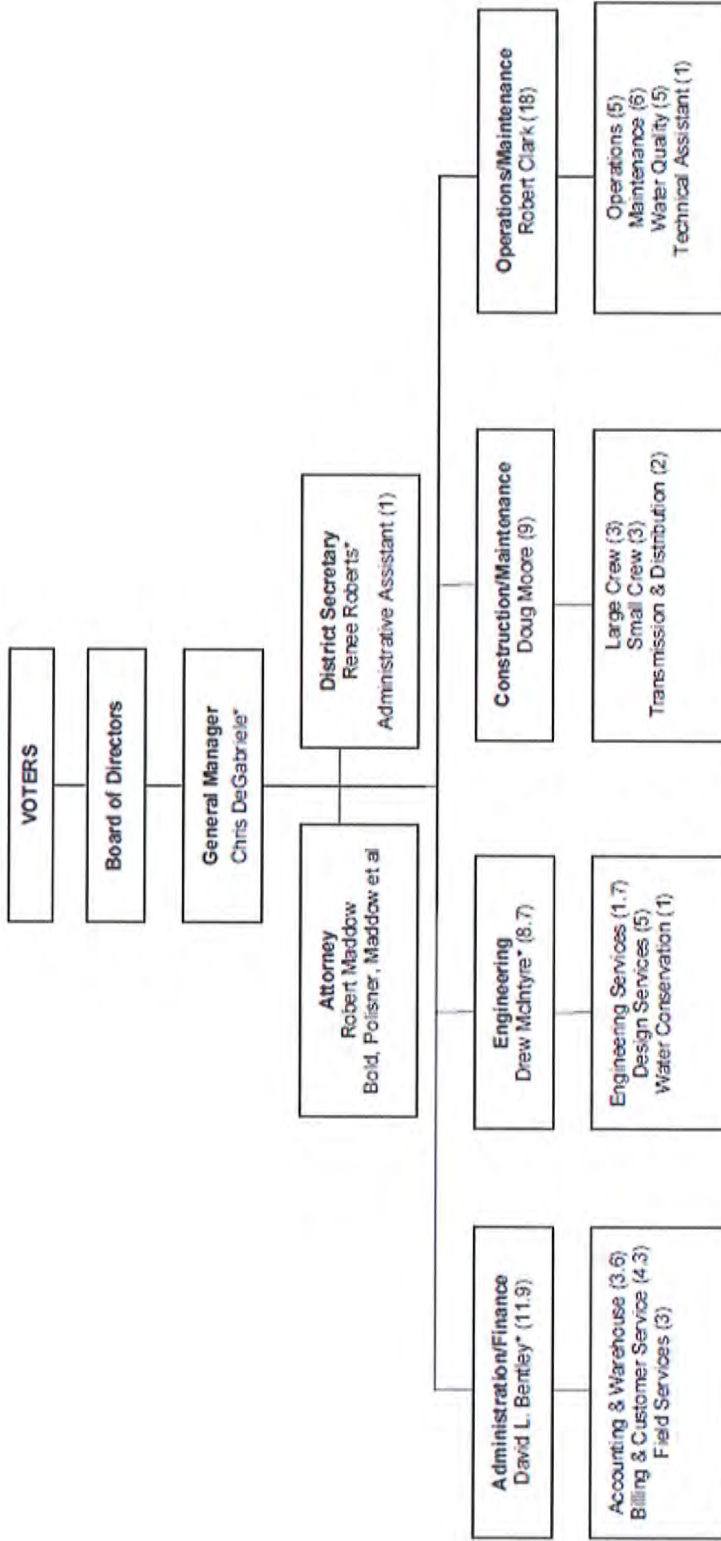 VOTERS
Board of Directors
General Manager
Chris DeGabriele*
Attorney
Robert Maddow
Bold, Polisner, Maddow et al
District Secretary
Renee Roberts*
Administrative Assistant (1)
Administration/Finance
David L. Bentley* (11.9)
Accounting & Warehouse (3.6)
Billing & Customer Service (4.3)
Field Services (3)
Engineering
Drew McIntyre* (8.7)
Engineering Services (1.7)
Design Services (5)
Water Conservation (1)
Construction/Maintenance
Doug Moore (9)
Large Crew (3)
Small Crew (3)
Transmission & Distribution (2)
Operations/Maintenance
Robert Clark (18)
Operations (5)
Maintenance (6)
Water Quality (5)
Technical Assistant (1)